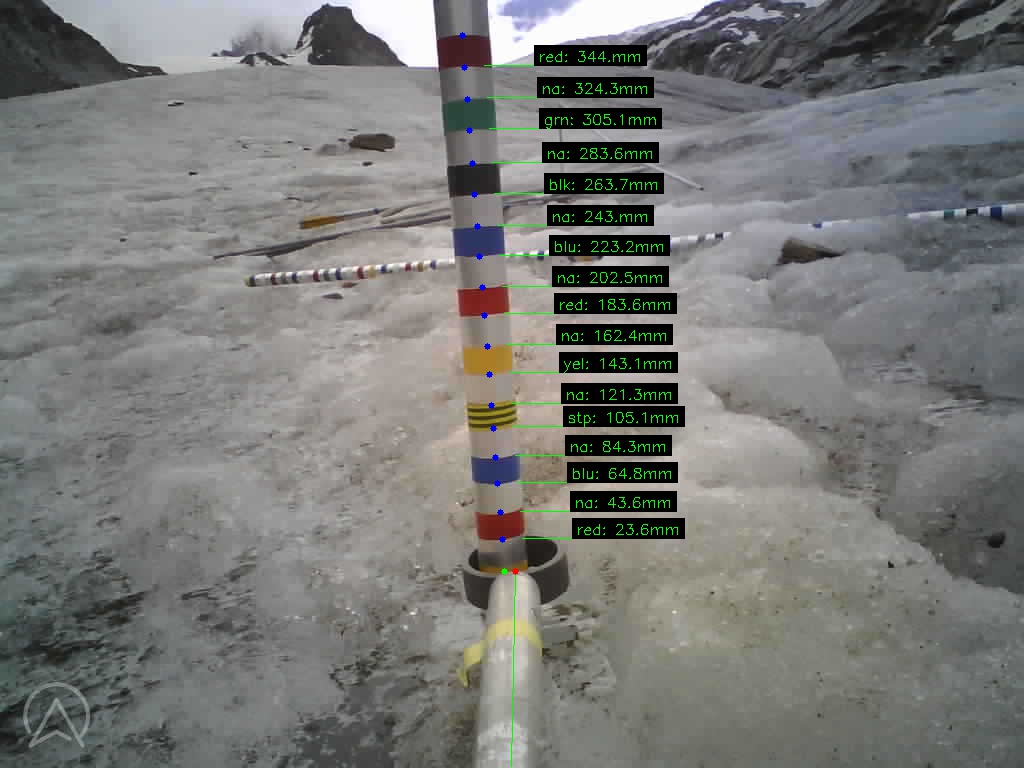 red: 344.mm
na: 324.3mm
grn: 305.1mm
na: 283.6mm
blk: 263.7mm
na: 243.mm
blu: 223.2mm
na: 202.5mm
red: 183.6mm
na: 162.4mm
yel: 143.1mm
na: 121.3mm
stp: 105.1mm
na: 84.3mm
blu: 64.8mm
na: 43.6mm
red: 23.6mm